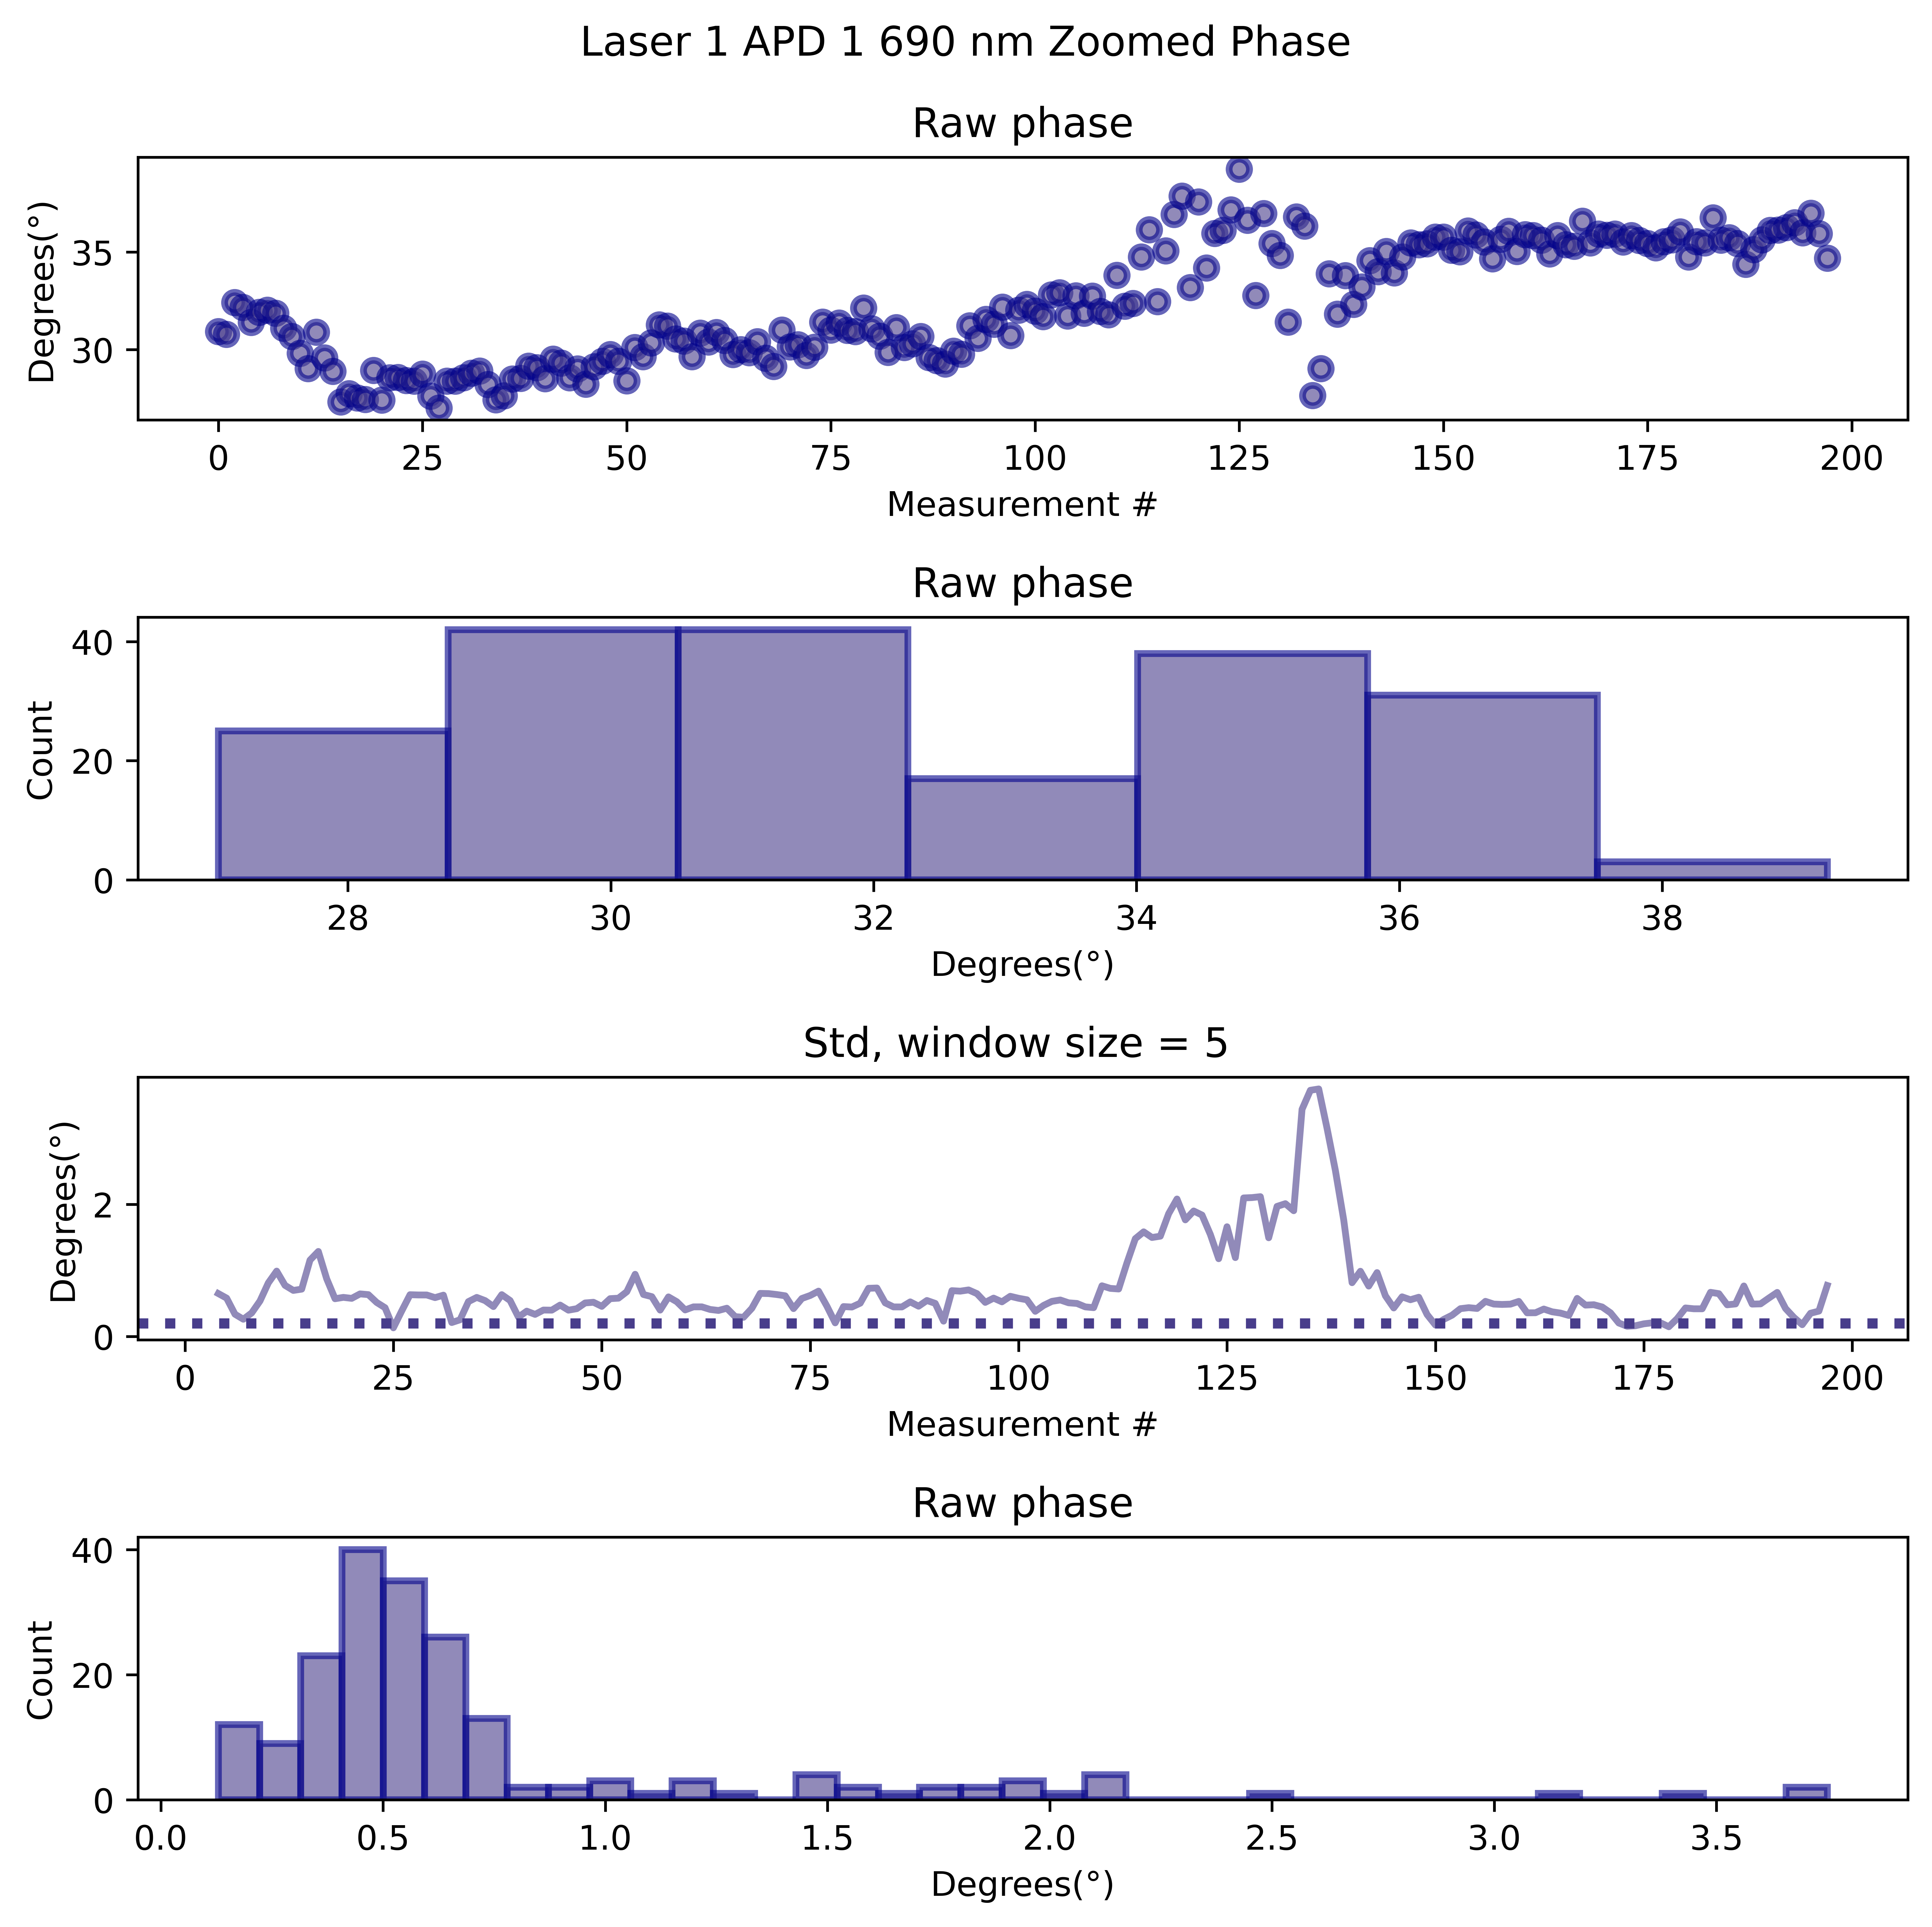 Laser 1 APD 1 690 nm Zoomed Phase
Raw phase
Degrees(°)
35
30
0 25 50 75 100 125 150 175 200
Measurement #
Raw phase
Count
40
20
0
28 30 32 34 36 38
Degrees(°)
Std, window size = 5
Degrees(°)
2
0
0 25 50 75 100 125 150 175 200
Measurement #
Raw phase
Count
40
20
0
0.0 0.5 1.0 1.5 2.0 2.5 3.0 3.5
Degrees(°)